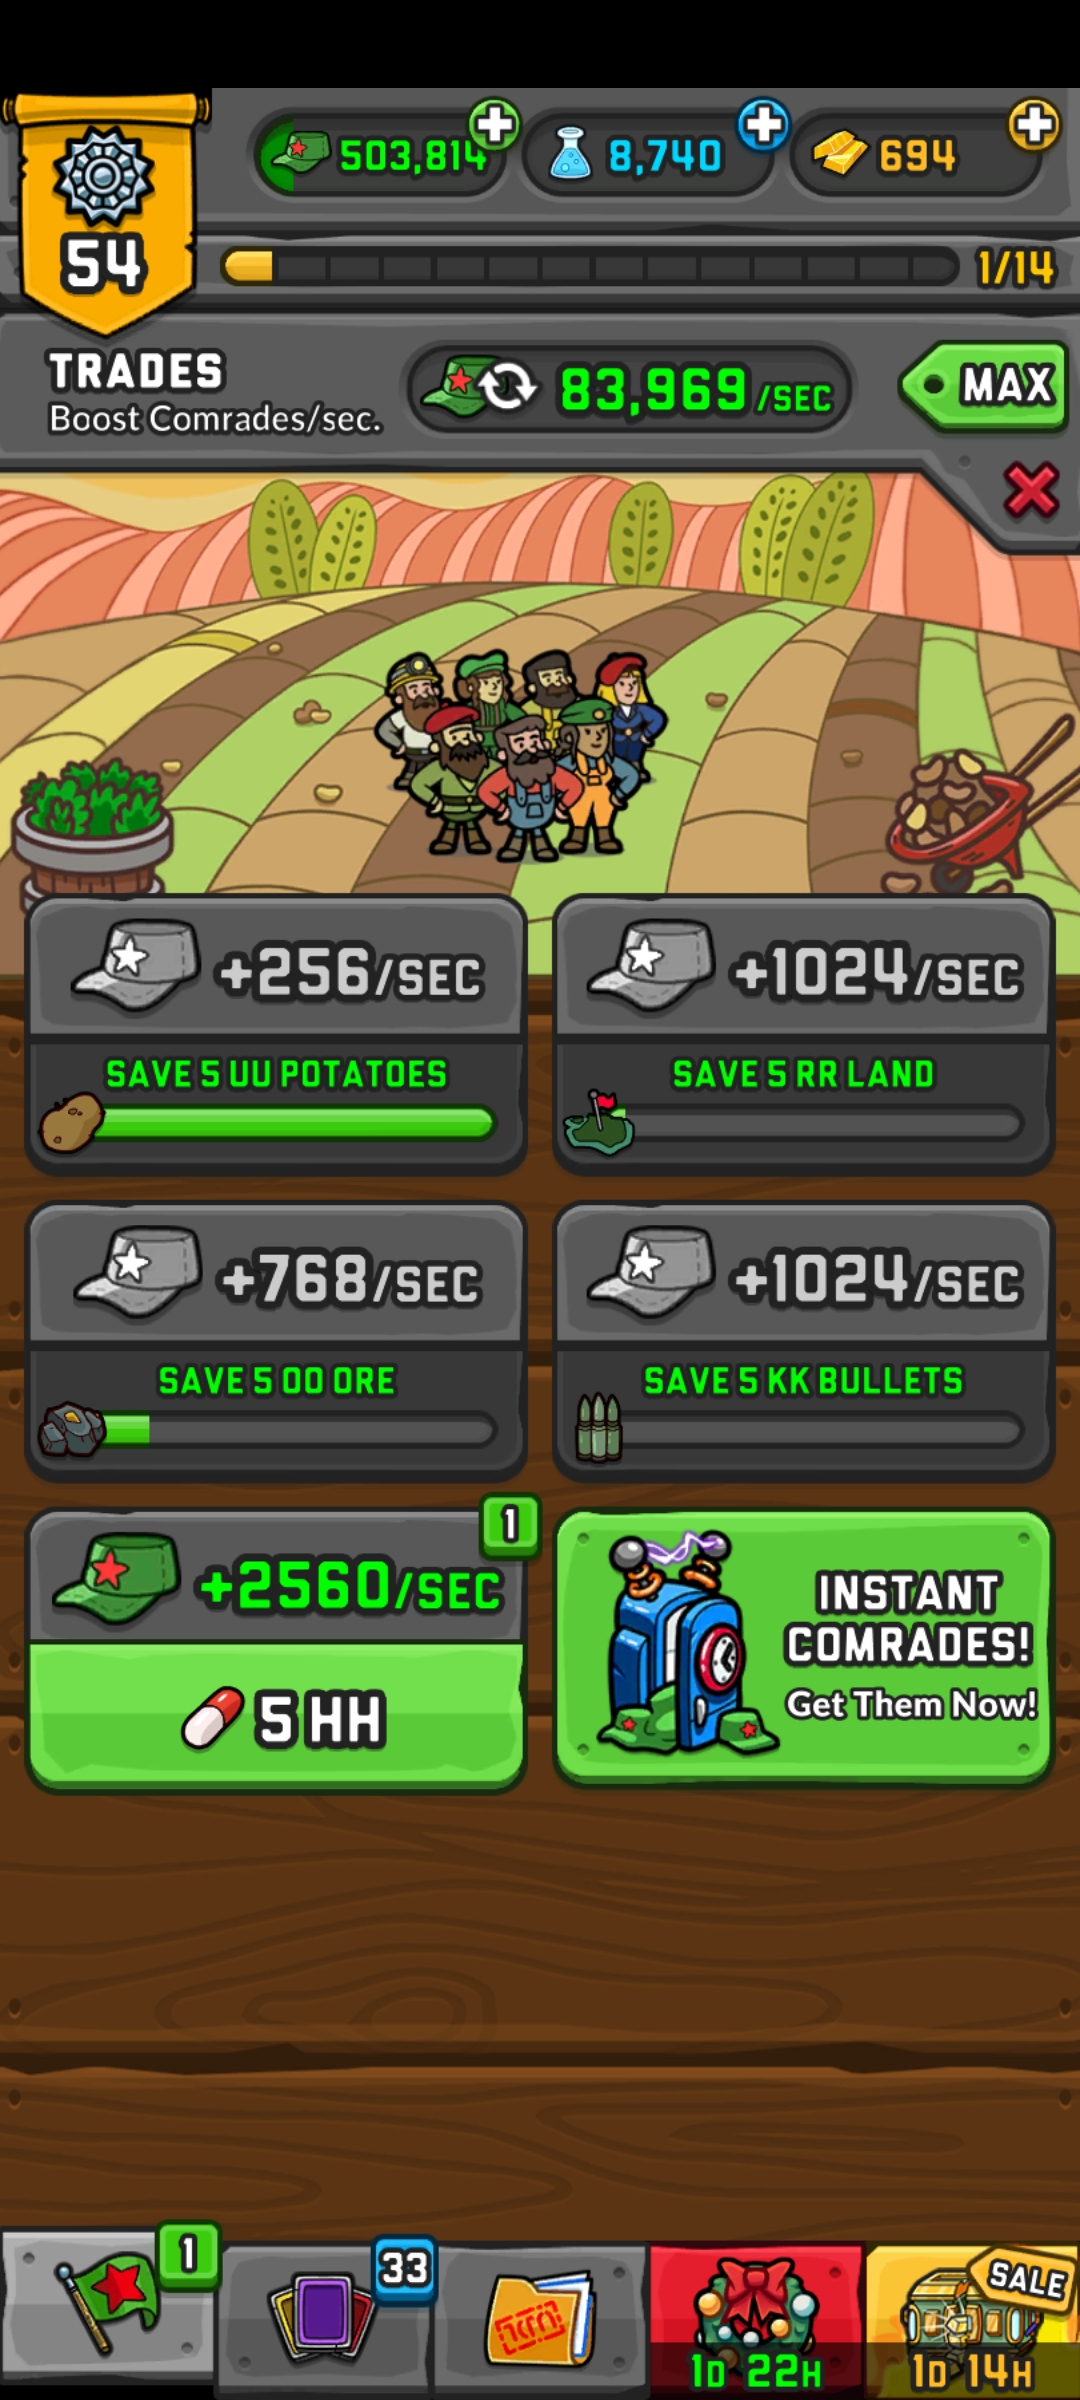 503,814
8,740
694
54
1/14
TRADES
Boost Comrades/sec.
83,969/SEC
MAX
+256/SEC
SAVE 5 UU POTATOES
+1024/SEC
SAVE 5 RR LAND
+768/SEC
SAVE 5 OO ORE
+1024/SEC
SAVE 5 KK BULLETS
1
+2560/SEC
5 HH
INSTANT
COMRADES!
Get Them Now!
1
33
SALE
1D 22H
1D 14H